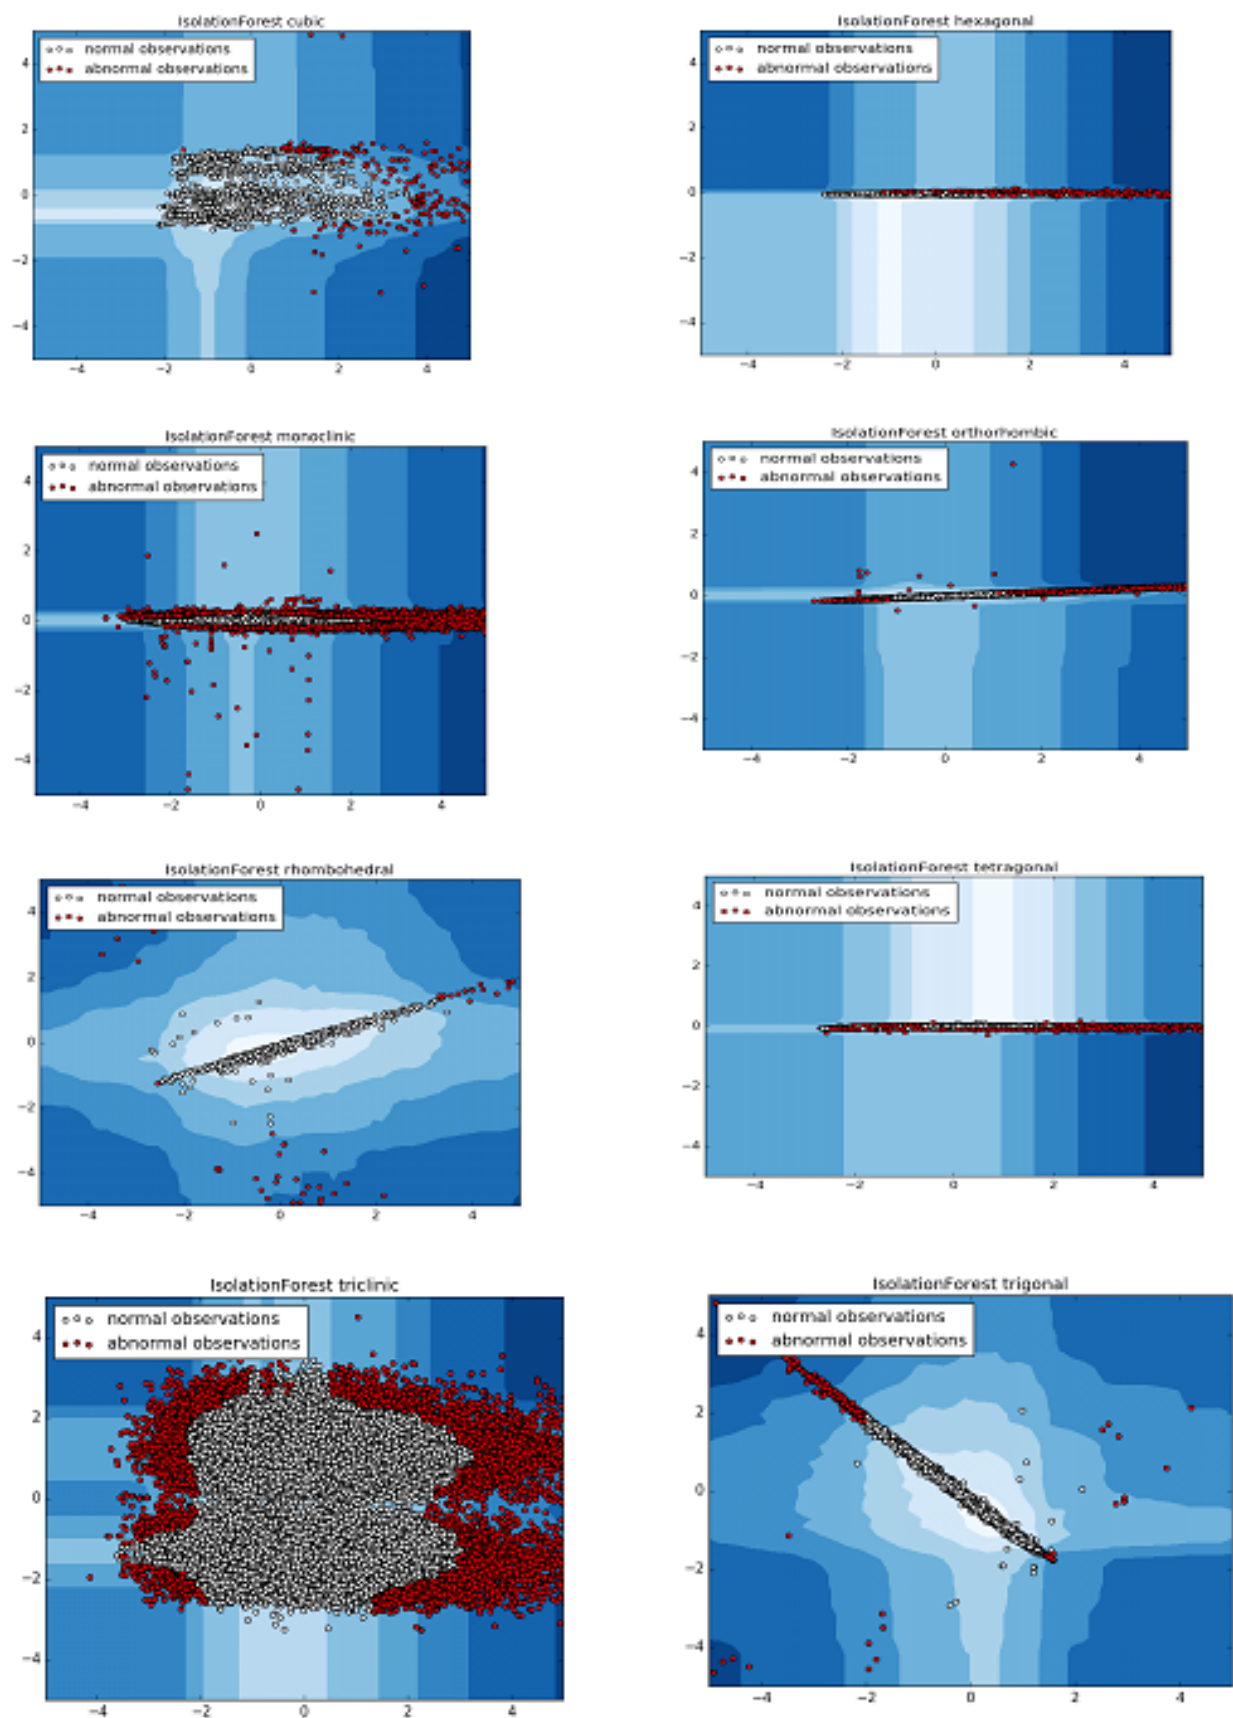 IsolationForest cubic
normal observations
abnormal observations
4
2
0
−2
−4
−4 −2 0 2 4
IsolationForest hexagonal
normal observations
abnormal observations
4
2
0
−2
−4
−4 −2 0 2 4
IsolationForest monoclinic
normal observations
abnormal observations
4
2
0
−2
−4
−4 −2 0 2 4
IsolationForest orthorhombic
normal observations
abnormal observations
4
2
0
−2
−4
−4 −2 0 2 4
IsolationForest rhombohedral
normal observations
abnormal observations
4
2
0
−2
−4
−4 −2 0 2 4
IsolationForest tetragonal
normal observations
abnormal observations
4
2
0
−2
−4
−4 −2 0 2 4
IsolationForest triclinic
normal observations
abnormal observations
4
2
0
−2
−4
−4 −2 0 2 4
IsolationForest trigonal
normal observations
abnormal observations
4
2
0
−2
−4
−4 −2 0 2 4